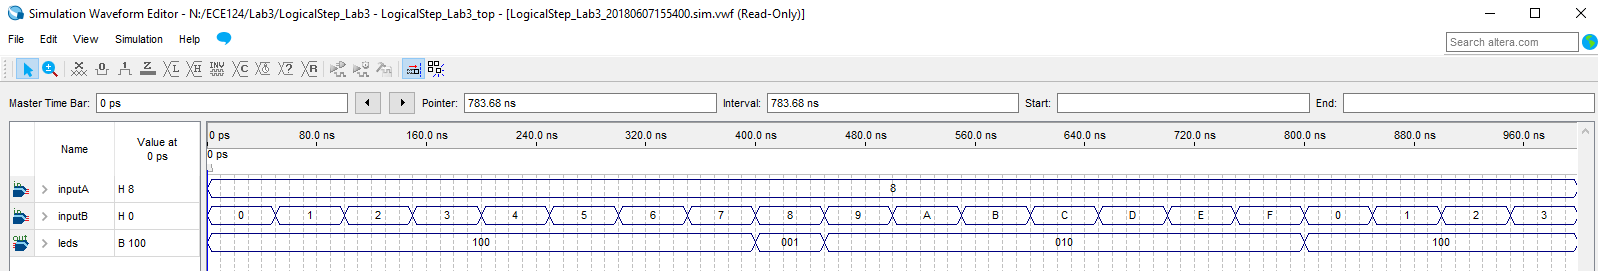 Simulation Waveform Editor - N:/ECE124/Lab3/LogicalStep_Lab3 - LogicalStep_Lab3_top - [LogicalStep_Lab3_20180607155400.sim.vwf (Read-Only)]
File Edit View Simulation Help
Search altera.com
Master Time Bar: 0 ps Pointer: 783.68 ns Interval: 783.68 ns Start: End:
Name Value at 0 ps
0 ps 80.0 ns 160.0 ns 240.0 ns 320.0 ns 400.0 ns 480.0 ns 560.0 ns 640.0 ns 720.0 ns 800.0 ns 880.0 ns 960.0 ns
0 ps
inputA H 8 8
inputB H 0 0 1 2 3 4 5 6 7 8 9 A B C D E F 0 1 2 3
leds B 100 100 001 010 100